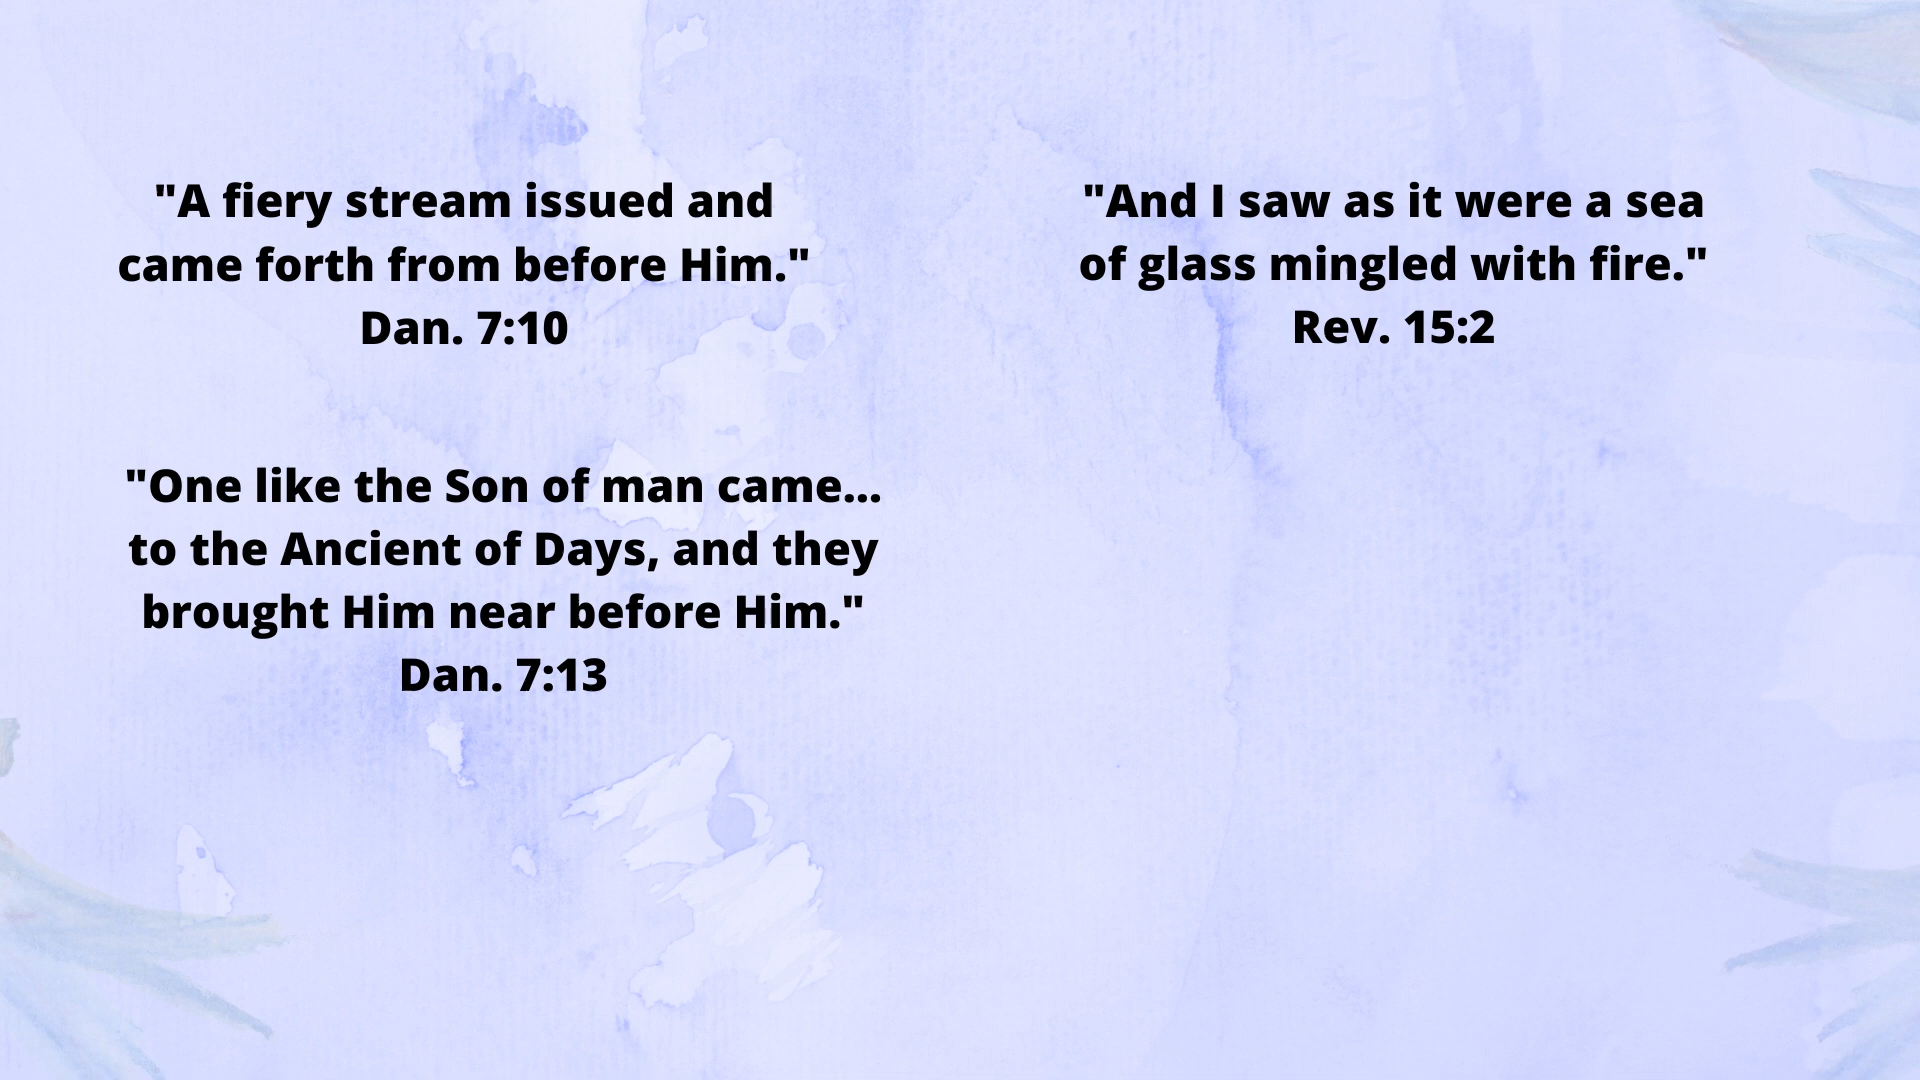 "A fiery stream issued and
came forth from before Him."
Dan. 7:10
"And I saw as it were a sea
of glass mingled with fire."
Rev. 15:2
"One like the Son of man came...
to the Ancient of Days, and they
brought Him near before Him."
Dan. 7:13